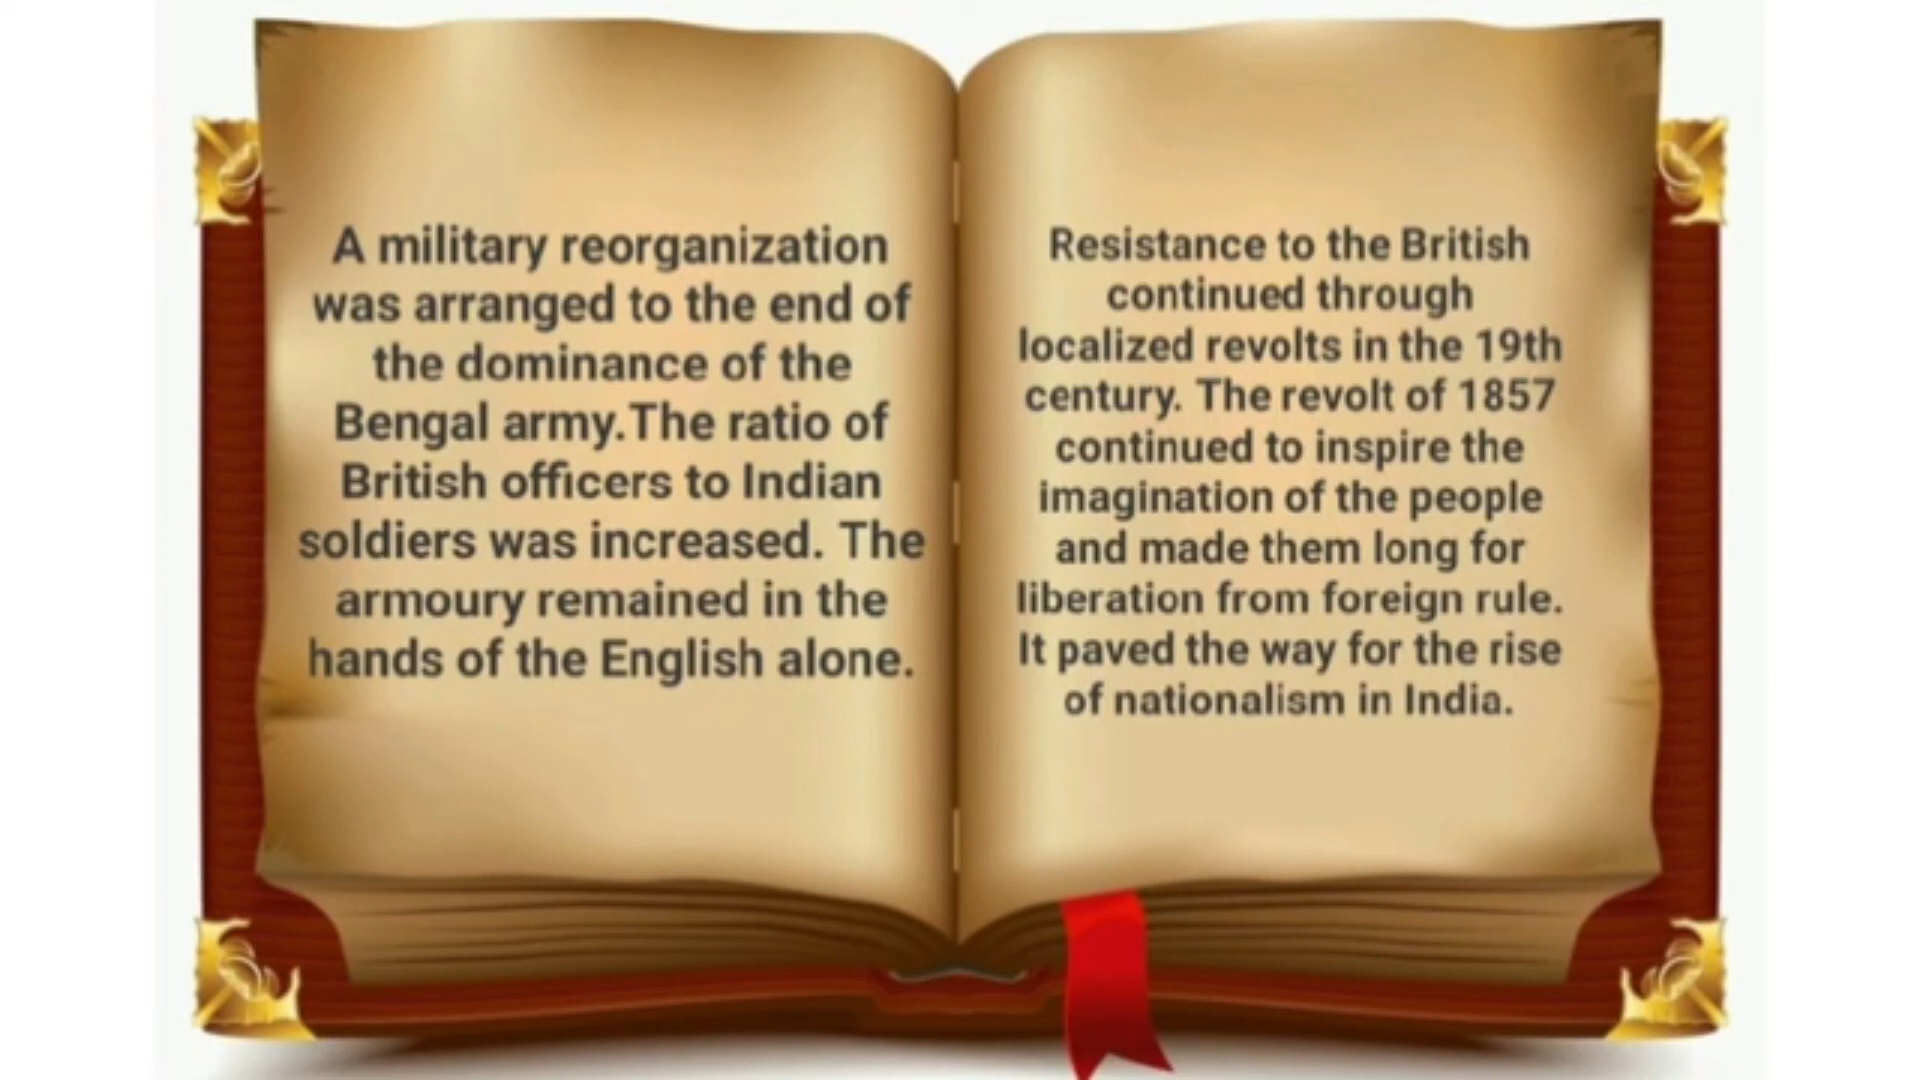 A military reorganization
was arranged to the end of
the dominance of the
Bengal army.The ratio of
British officers to Indian
soldiers was increased. The
armoury remained in the
hands of the English alone.
Resistance to the British
continued through
localized revolts in the 19th
century. The revolt of 1857
continued to inspire the
imagination of the people
and made them long for
liberation from foreign rule.
It paved the way for the rise
of nationalism in India.